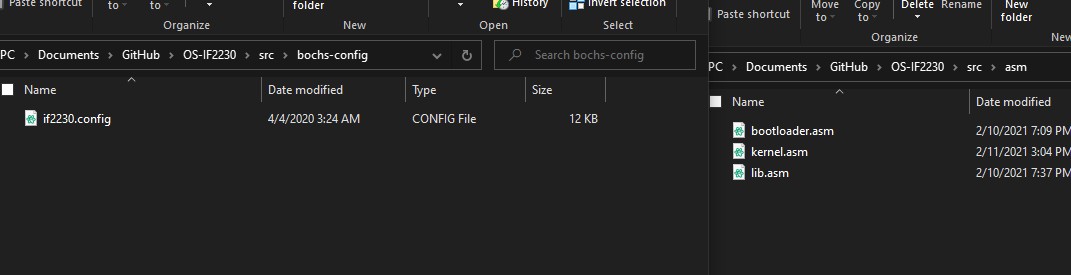 Paste shortcut
to
to
folder
History
Invert selection
Organize
New
Open
Select
PC > Documents > GitHub > OS-IF2230 > src > bochs-config
Search bochs-config
Name
Date modified
Type
Size
if2230.config
4/4/2020 3:24 AM
CONFIG File
12 KB
Paste shortcut
Move to
Copy to
Delete
Rename
New folder
Organize
PC > Documents > GitHub > OS-IF2230 > src > asm
Name
Date modified
bootloader.asm
2/10/2021 7:09 PM
kernel.asm
2/11/2021 3:04 PM
lib.asm
2/10/2021 7:37 PM